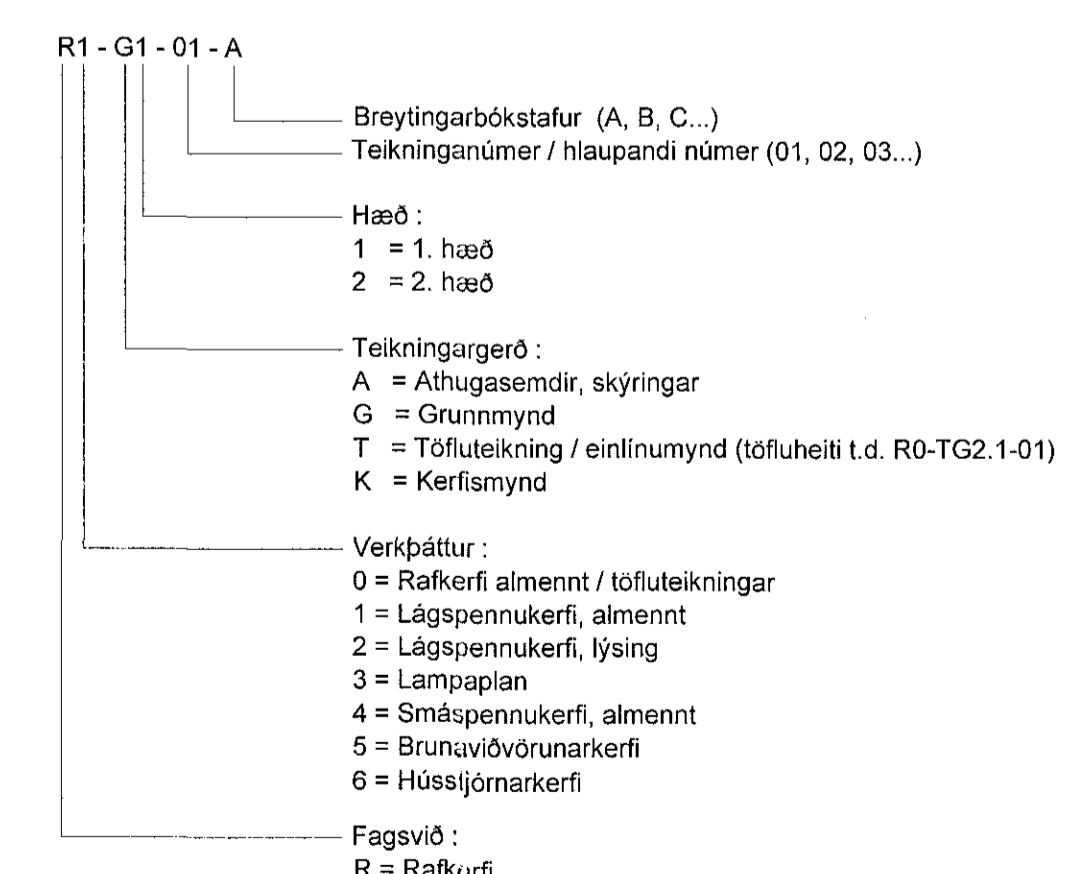 R1 - G1 - 01 - A
Breytingarbókstafur (A, B, C...)
Teikninganúmer / hlaupandi númer (01, 02, 03...)
Hæð :
1 = 1. hæð
2 = 2. hæð
Teikningargerð :
A = Athugasemdir, skýringar
G = Grunnmynd
T = Töfluteikning / einlínumynd (töfluheiti t.d. R0-TG2.1-01)
K = Kerfismynd
Verkþáttur :
0 = Rafkerfi almennt / töfluteikningar
1 = Lágspennukerfi, almennt
2 = Lágspennukerfi, lýsing
3 = Lampaplan
4 = Smáspennukerfi, almennt
5 = Brunaviðvörunarkerfi
6 = Hússtjórnarkerfi
Fagsvið :
R = Rafkerfi